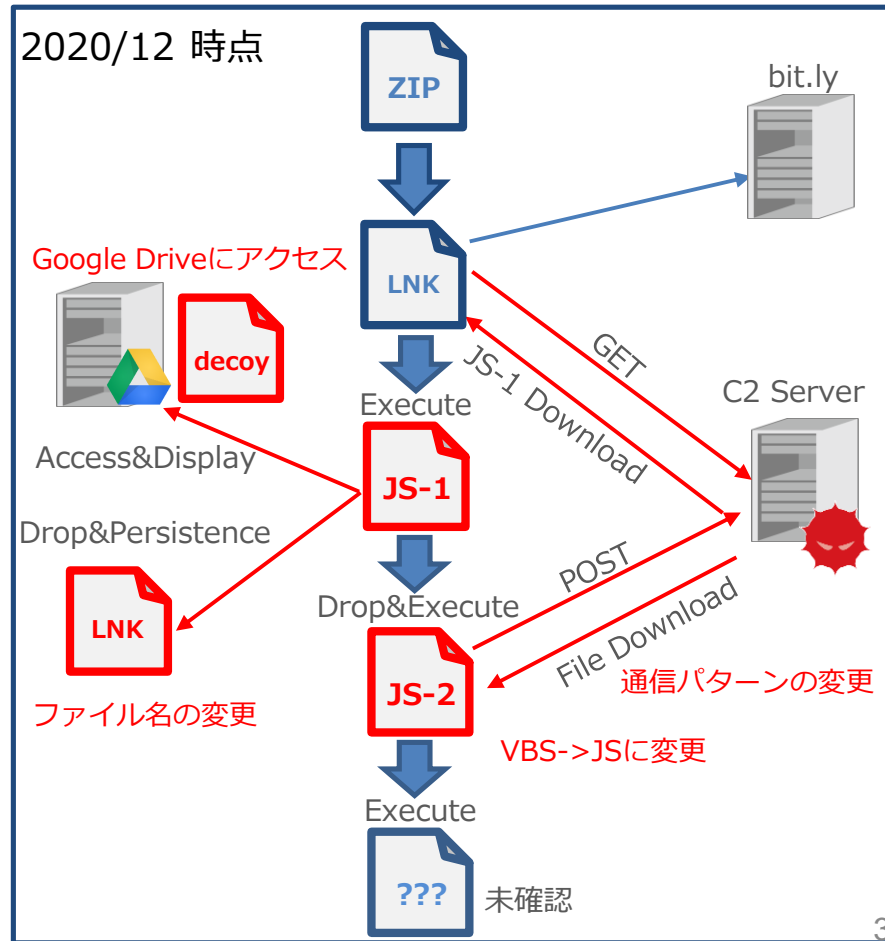 2020/12 時点
ZIP
bit.ly
Google Driveにアクセス
LNK
decoy
GET
JS-1 Download
C2 Server
Execute
Access&Display
JS-1
Drop&Persistence
POST
Drop&Execute
File Download
LNK
通信パターンの変更
JS-2
ファイル名の変更
VBS->JSに変更
Execute
???
未確認
3